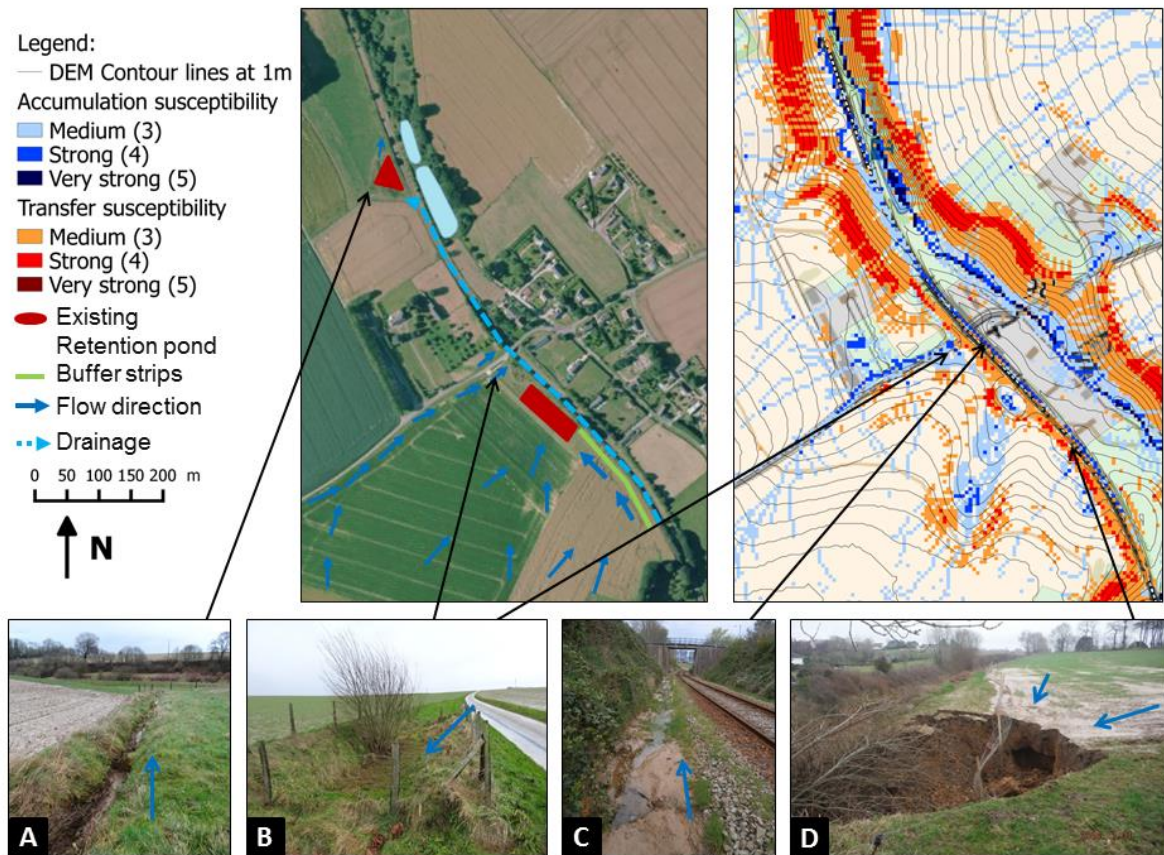 Legend:
DEM Contour lines at 1m
Accumulation susceptibility
Medium (3)
Strong (4)
Very strong (5)
Transfer susceptibility
Medium (3)
Strong (4)
Very strong (5)
Existing
Retention pond
Buffer strips
Flow direction
Drainage
0 50 100 150 200 m
N
A
B
C
D